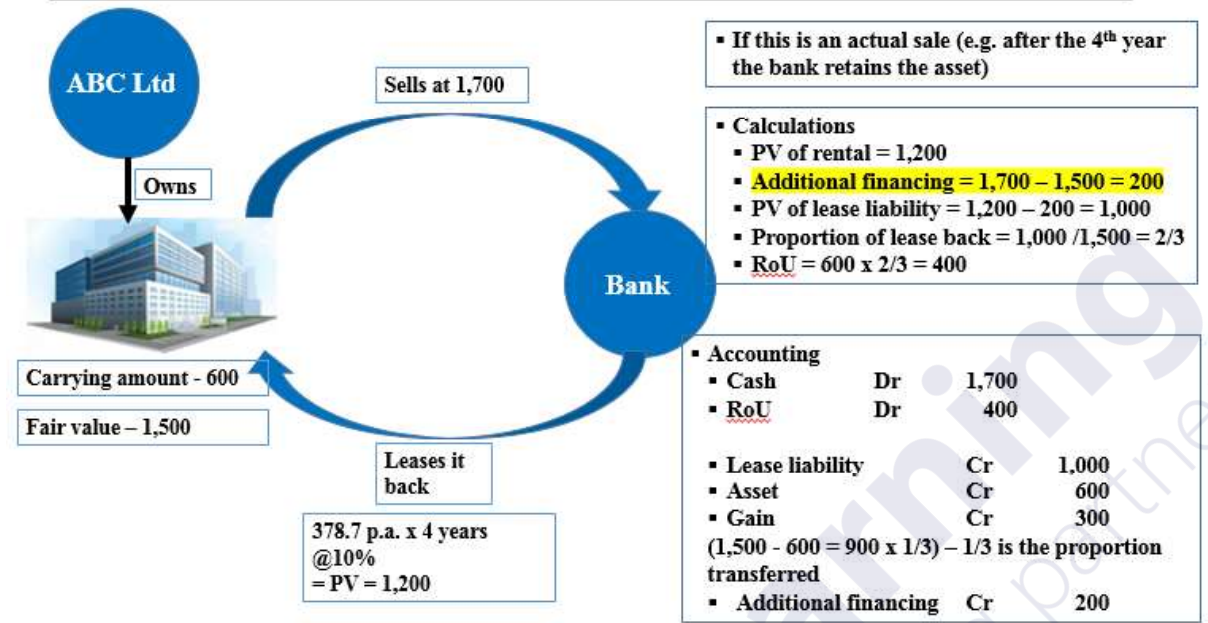 ABC Ltd
Sells at 1,700
Owns
Bank
Carrying amount - 600
Fair value – 1,500
Leases it
back
378.7 p.a. x 4 years
@10%
= PV = 1,200
▪ If this is an actual sale (e.g. after the 4th year
the bank retains the asset)
▪ Calculations
▪ PV of rental = 1,200
▪ Additional financing = 1,700 – 1,500 = 200
▪ PV of lease liability = 1,200 – 200 = 1,000
▪ Proportion of lease back = 1,000 /1,500 = 2/3
▪ RoU = 600 x 2/3 = 400
▪ Accounting
▪ Cash Dr 1,700
▪ RoU Dr 400
▪ Lease liability Cr 1,000
▪ Asset Cr 600
▪ Gain Cr 300
(1,500 - 600 = 900 x 1/3) – 1/3 is the proportion
transferred
▪ Additional financing Cr 200